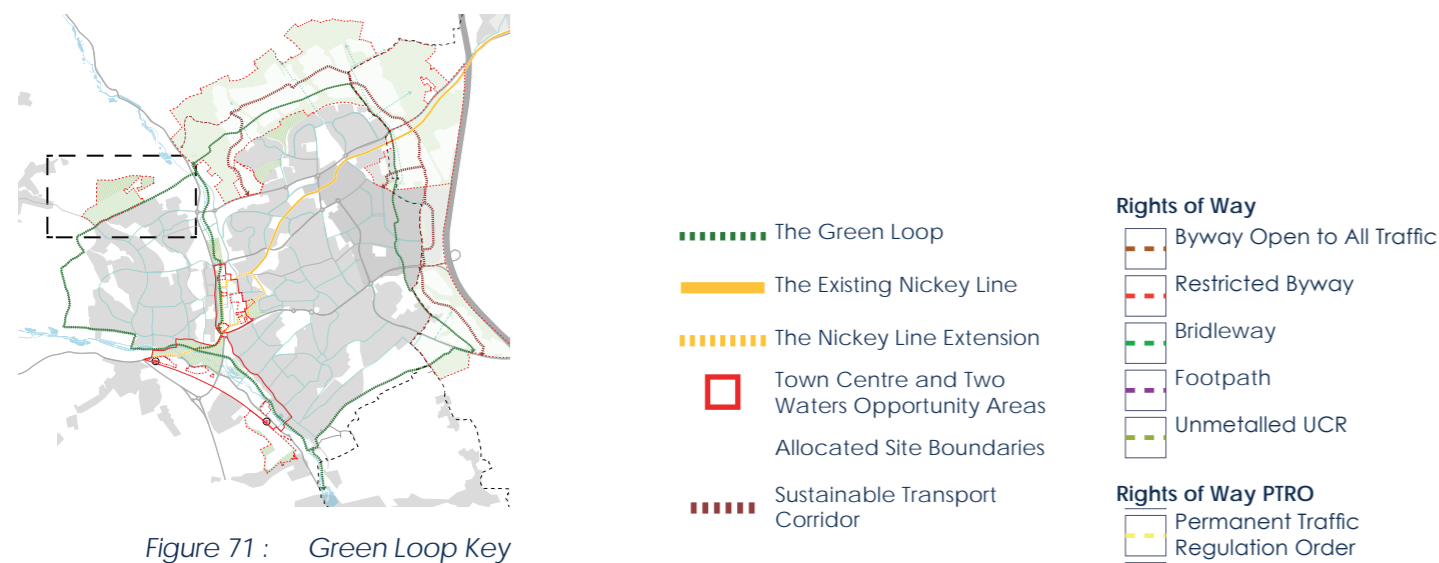 Figure 71 : Green Loop Key
The Green Loop
The Existing Nickey Line
The Nickey Line Extension
Town Centre and Two
Waters Opportunity Areas
Allocated Site Boundaries
Sustainable Transport
Corridor
Rights of Way
Byway Open to All Traffic
Restricted Byway
Bridleway
Footpath
Unmetalled UCR
Rights of Way PTRO
Permanent Traffic
Regulation Order